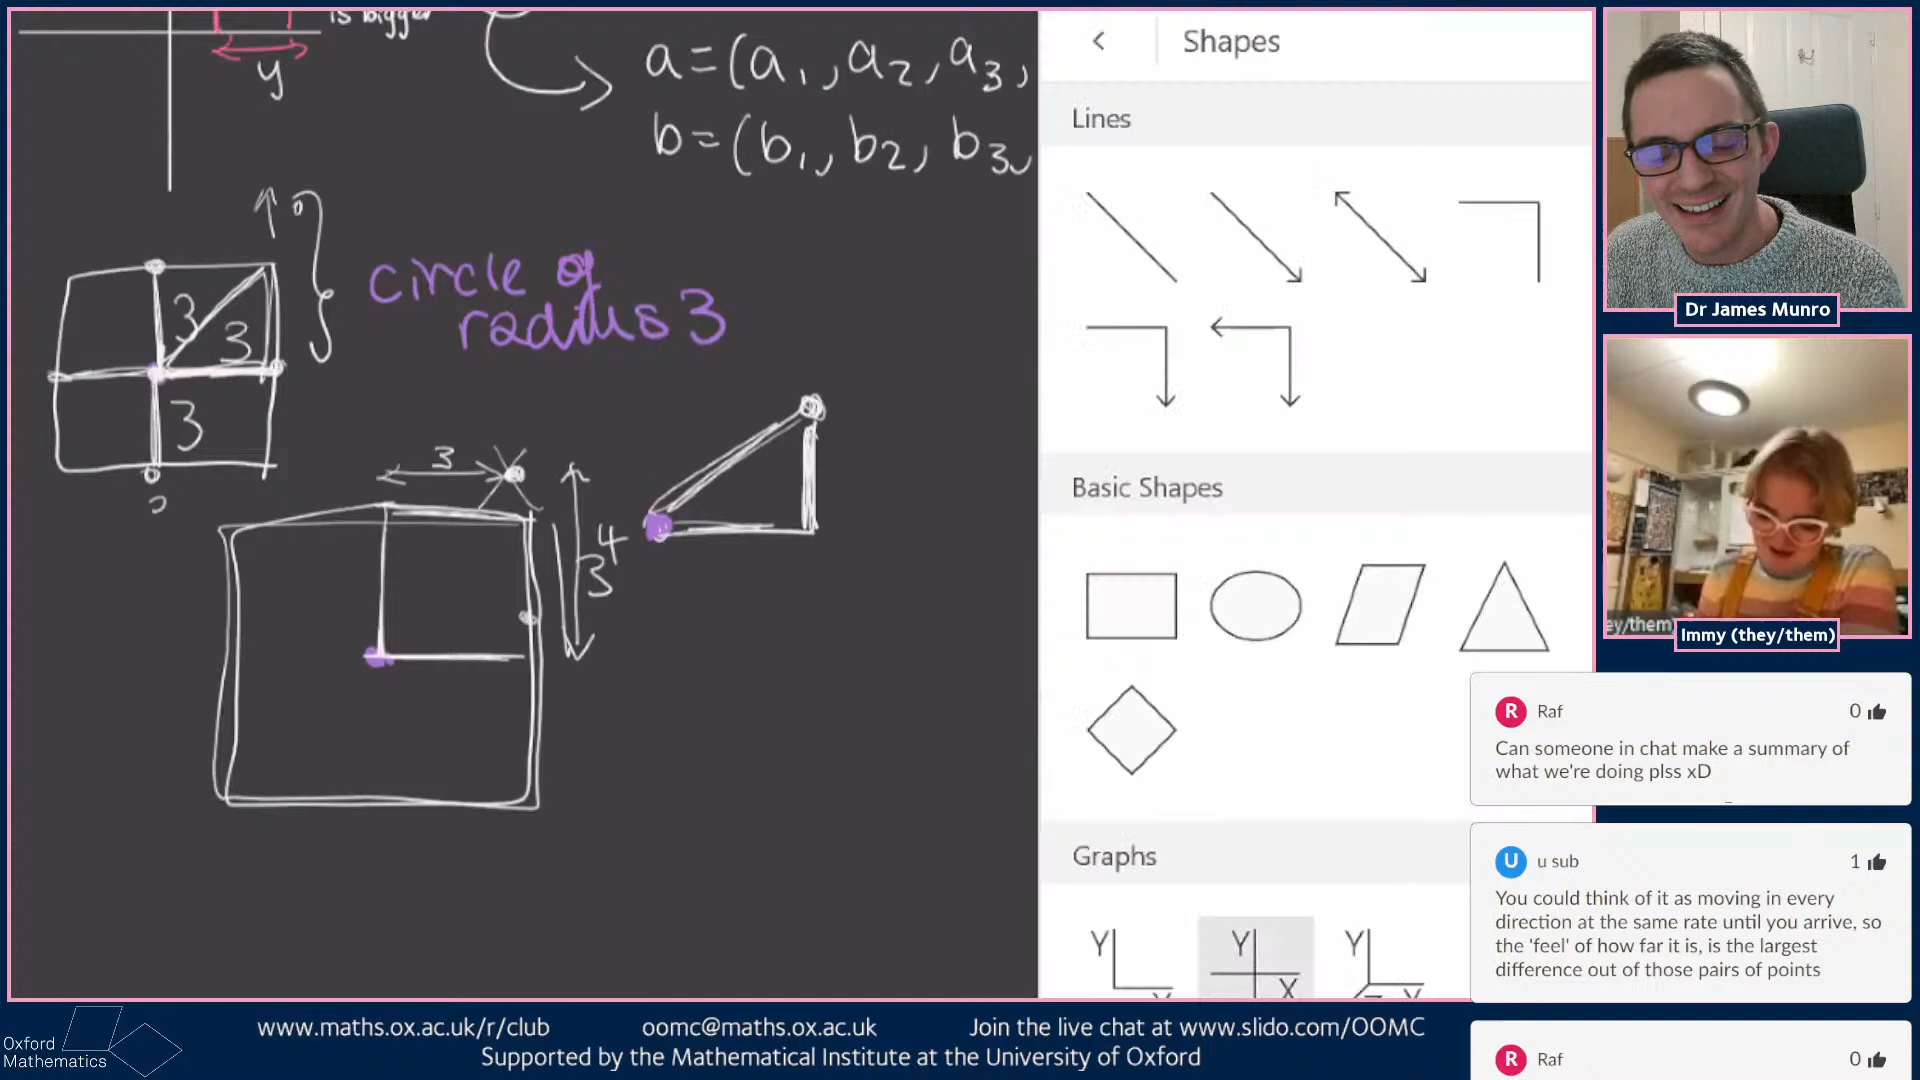 is bigger
y
a=(a1,a2,a3,
b=(b1,b2,b3,
3
3
3
circle of
radius 3
3
4
3
Shapes
Lines
Basic Shapes
Graphs
Y
Y
X
Y
Dr James Munro
ey/them
Immy (they/them)
R Raf 0
Can someone in chat make a summary of
what we're doing plss xD
U u sub 1
You could think of it as moving in every
direction at the same rate until you arrive, so
the 'feel' of how far it is, is the largest
difference out of those pairs of points
R Raf 0
Oxford
Mathematics
www.maths.ox.ac.uk/r/club oomc@maths.ox.ac.uk Join the live chat at www.slido.com/OOMC
Supported by the Mathematical Institute at the University of Oxford